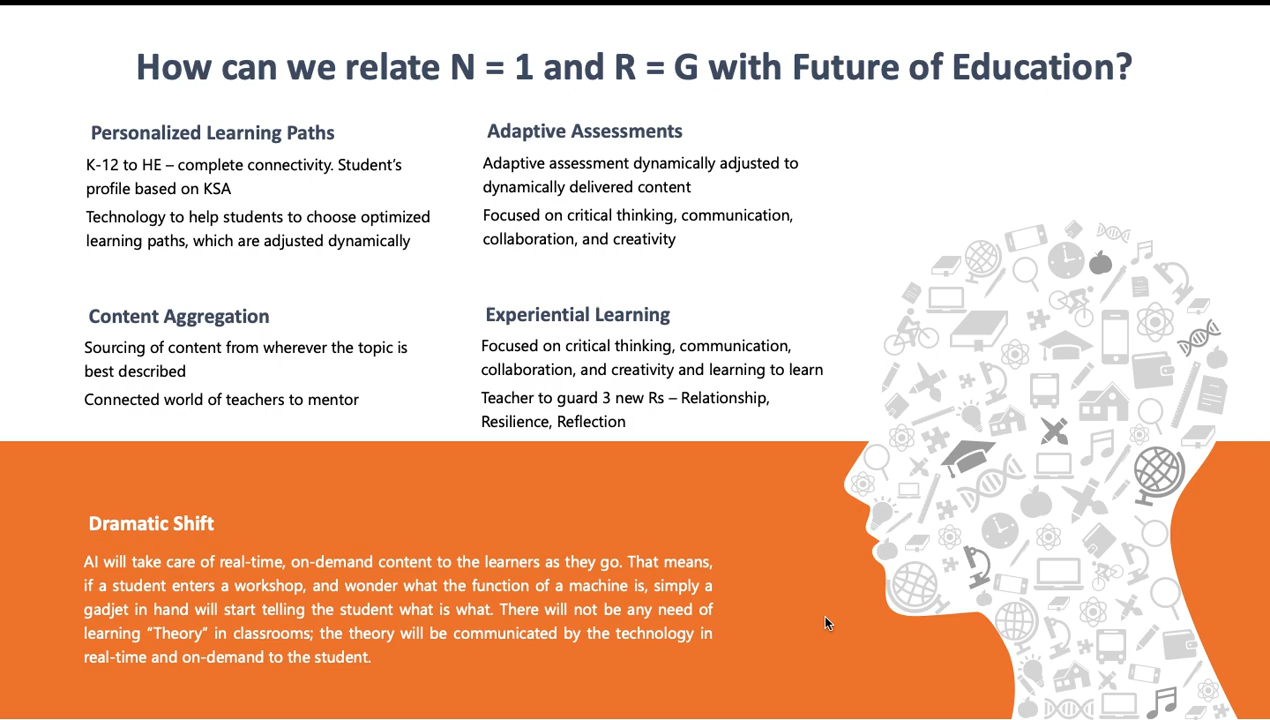 How can we relate N = 1 and R = G with Future of Education?
Personalized Learning Paths
K-12 to HE – complete connectivity. Student’s
profile based on KSA
Technology to help students to choose optimized
learning paths, which are adjusted dynamically
Adaptive Assessments
Adaptive assessment dynamically adjusted to
dynamically delivered content
Focused on critical thinking, communication,
collaboration, and creativity
Content Aggregation
Sourcing of content from wherever the topic is
best described
Connected world of teachers to mentor
Experiential Learning
Focused on critical thinking, communication,
collaboration, and creativity and learning to learn
Teacher to guard 3 new Rs – Relationship,
Resilience, Reflection
Dramatic Shift
AI will take care of real-time, on-demand content to the learners as they go. That means,
if a student enters a workshop, and wonder what the function of a machine is, simply a
gadjet in hand will start telling the student what is what. There will not be any need of
learning “Theory” in classrooms; the theory will be communicated by the technology in
real-time and on-demand to the student.